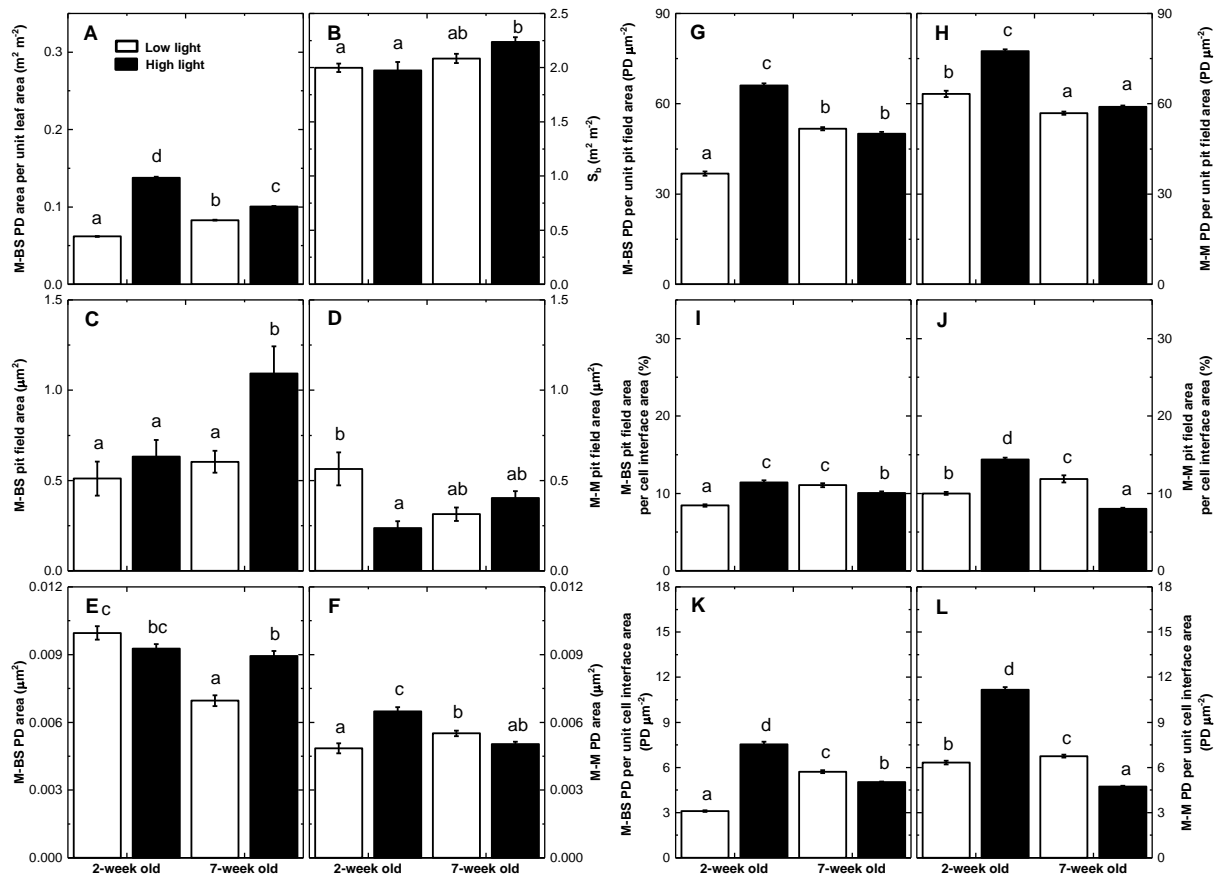 A
Low light
High light
0.3
0.2
0.1
0.0
M-BS PD area per unit leaf area (m² m⁻²)
a
d
b
c
B
a
a
ab
b
2.5
2.0
1.5
1.0
0.5
0.0
S_b (m² m⁻²)
C
1.5
1.0
0.5
0.0
M-BS pit field area (μm²)
a
a
a
b
D
b
a
ab
ab
1.5
1.0
0.5
0.0
M-M pit field area (μm²)
E
0.012
0.009
0.006
0.003
0.000
M-BS PD area (μm²)
c
bc
a
b
2-week old
7-week old
F
a
c
b
ab
0.012
0.009
0.006
0.003
0.000
M-M PD area (μm²)
2-week old
7-week old
G
90
60
30
0
M-BS PD per unit pit field area (PD μm⁻²)
a
c
b
b
H
b
c
a
a
90
60
30
0
M-M PD per unit pit field area (PD μm⁻²)
I
30
20
10
0
M-BS pit field area
per cell interface area (%)
a
c
c
b
J
b
d
c
a
30
20
10
0
M-M pit field area
per cell interface area (%)
K
18
15
12
9
6
3
0
M-BS PD per unit cell interface area
(PD μm⁻²)
a
d
c
b
2-week old
7-week old
L
b
d
c
a
18
15
12
9
6
3
0
M-M PD per unit cell interface area
(PD μm⁻²)
2-week old
7-week old